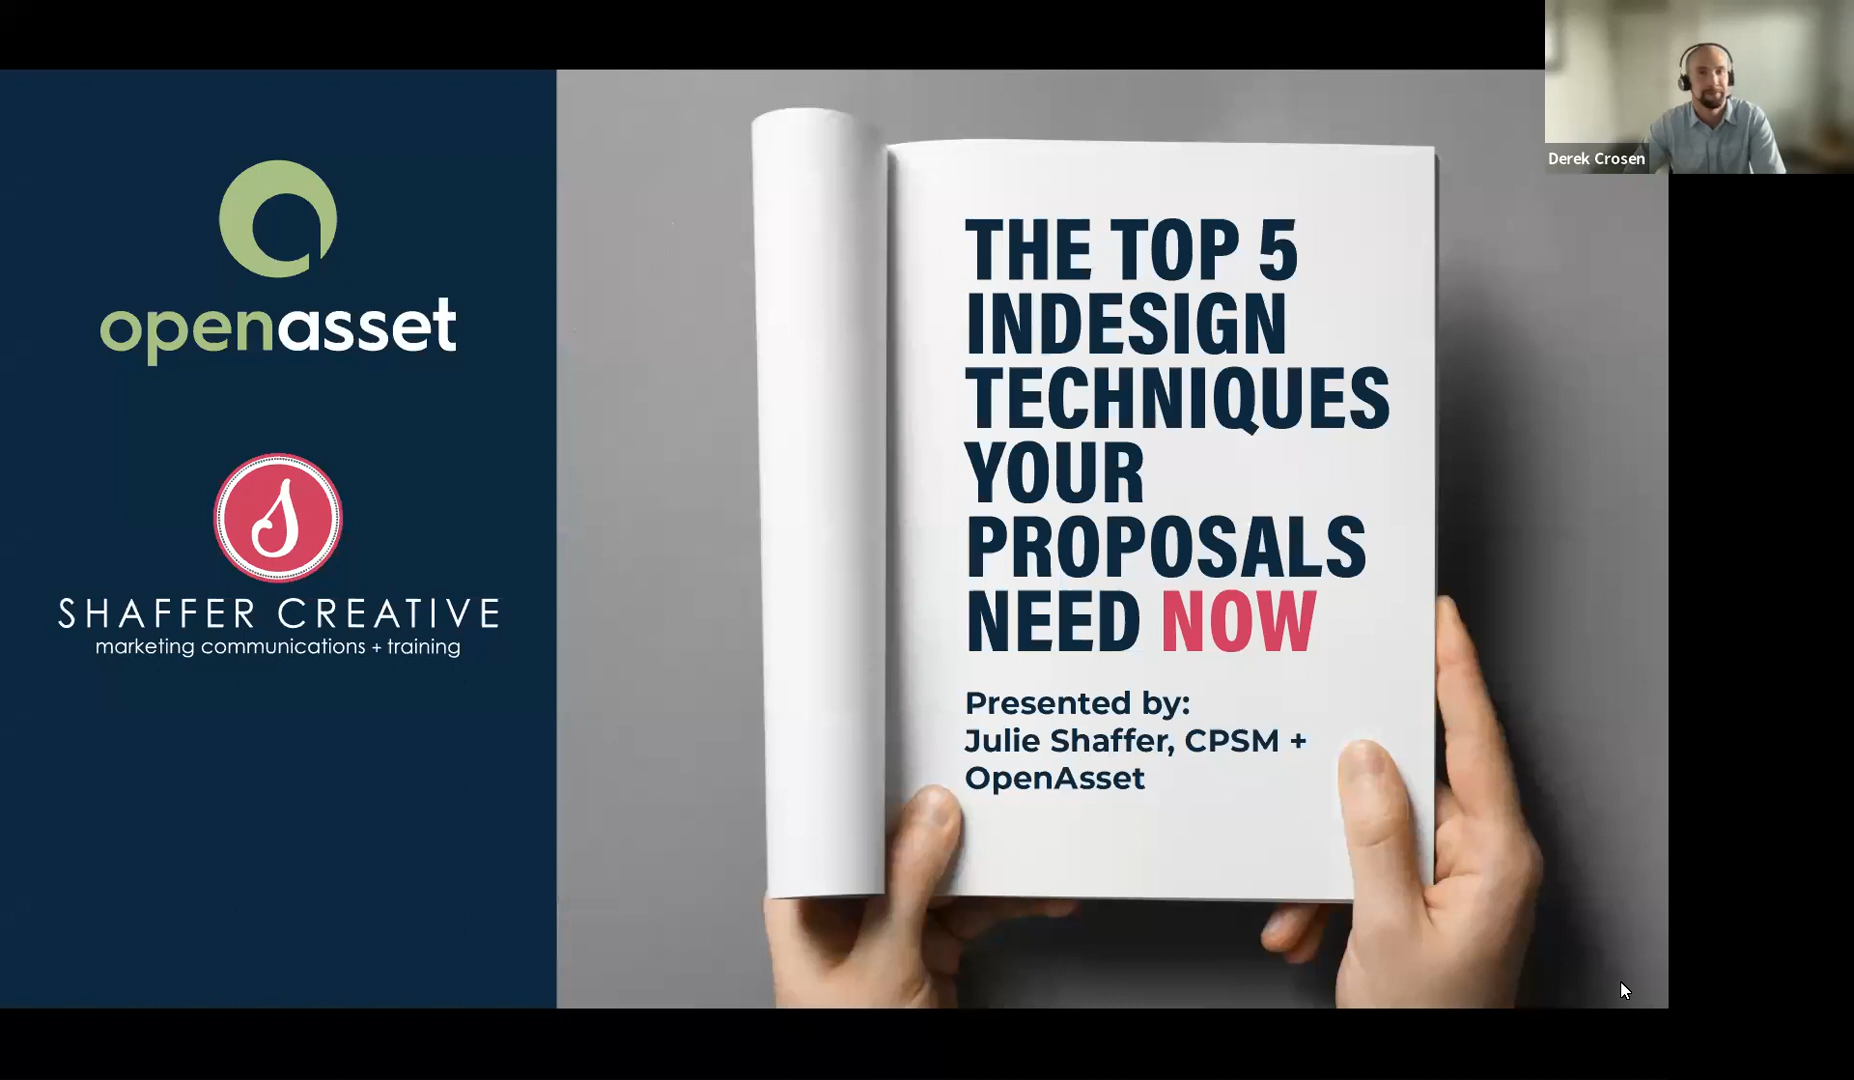 openasset
SHAFFER CREATIVE
marketing communications + training
THE TOP 5
INDESIGN
TECHNIQUES
YOUR
PROPOSALS
NEED NOW
Presented by:
Julie Shaffer, CPSM +
OpenAsset
Derek Crosen